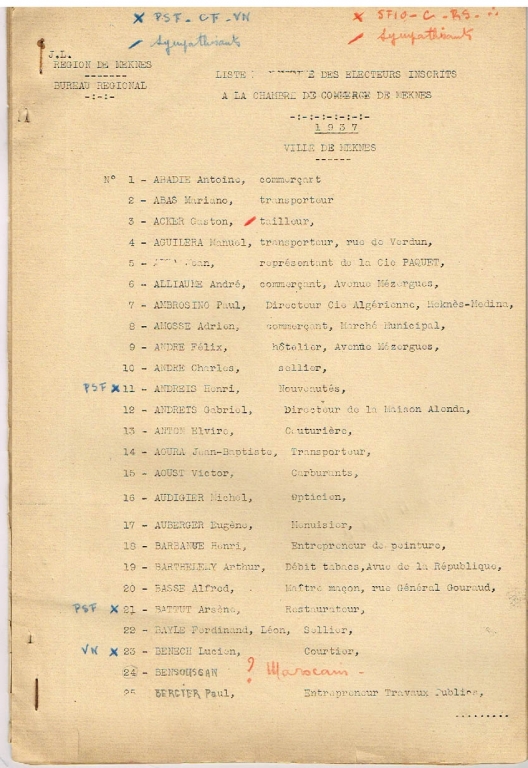 x PSF - CF - VN
x SFIO - C - RS - ∴
/ Sympathisants
/ Sympathisants
J.L.
REGION DE MEKNES
-------
BUREAU REGIONAL
-:-:-
LISTE DES ELECTEURS INSCRITS
A LA CHAMBRE DE COMMERCE DE MEKNES
-:-:-:-:-:-:-
1937
VILLE DE MEKNES
------
N° 1 - ABADIE Antoine, commerçant
2 - ABAS Mariano, transporteur
3 - ACKER Gaston, / tailleur,
4 - AGUILERA Manuel, transporteur, rue de Verdun,
5 - représentant de la Cie PAQUET,
6 - ALLIAUME André, commerçant, Avenue Mézergues,
7 - AMBROSINO Paul, Directeur Cie Algérienne, Meknès-Medina,
8 - AMOSSE Adrien, commerçant, Marché Municipal,
9 - ANDRE Félix, hôtelier, Avenue Mézergues,
10 - ANDRE Charles, sellier,
PSF x 11 - ANDREIS Henri, Nouveautés,
12 - ANDREIS Gabriel, Directeur de la Maison Alenda,
13 - ANTON Elvire, Couturière,
14 - AOURA Jean-Baptiste, Transporteur,
15 - AOUST Victor, Carburants,
16 - AUDIGIER Michel, Opticien,
17 - AUBERGER Eugène, Menuisier,
18 - BARBANUE Henri, Entrepreneur de peinture,
19 - BARTHELEMY Arthur, Débit tabacs, Avue de la République,
20 - BASSE Alfred, Maître maçon, rue Général Gouraud,
PSF x 21 - BATTUT Arsène, Restaurateur,
22 - BAYLE Ferdinand, Léon, Sellier,
VN x 23 - BENECH Lucien, Courtier,
24 - BENSOUSSAN ? Marocain -
25 - BERGIER Paul, Entrepreneur Travaux Publics,
.........